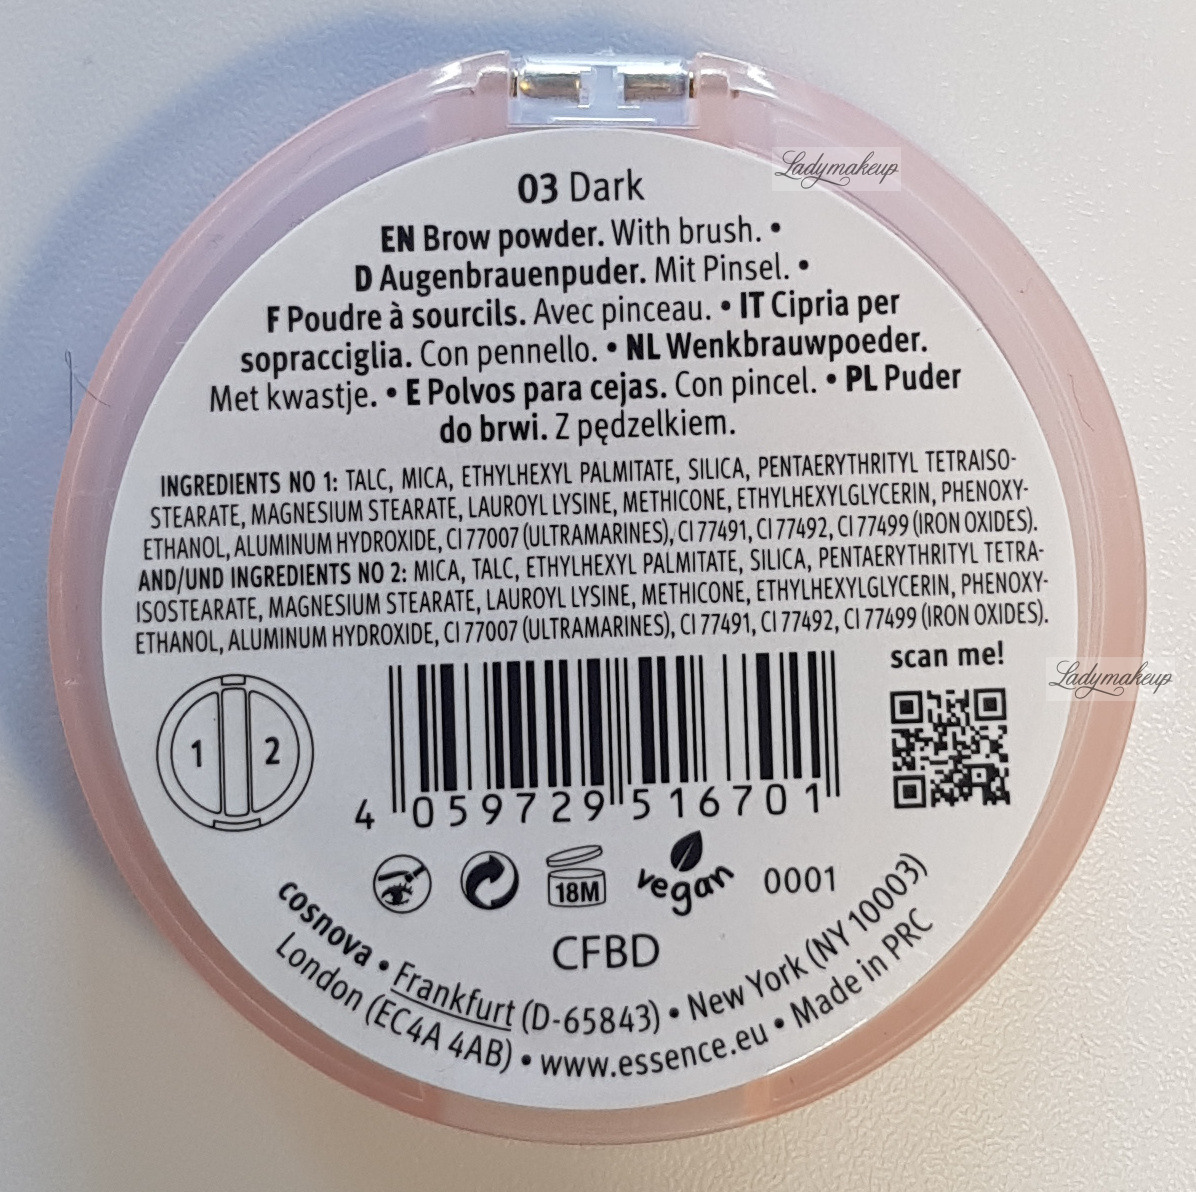 Ladymakeup
03 Dark
EN Brow powder. With brush. •
D Augenbrauenpuder. Mit Pinsel. •
F Poudre à sourcils. Avec pinceau. • IT Cipria per
sopracciglia. Con pennello. • NL Wenkbrauwpoeder.
Met kwastje. • E Polvos para cejas. Con pincel. • PL Puder
do brwi. Z pędzelkiem.
INGREDIENTS NO 1: TALC, MICA, ETHYLHEXYL PALMITATE, SILICA, PENTAERYTHRITYL TETRAISO-
STEARATE, MAGNESIUM STEARATE, LAUROYL LYSINE, METHICONE, ETHYLHEXYLGLYCERIN, PHENOXY-
ETHANOL, ALUMINUM HYDROXIDE, CI 77007 (ULTRAMARINES), CI 77491, CI 77492, CI 77499 (IRON OXIDES).
AND/UND INGREDIENTS NO 2: MICA, TALC, ETHYLHEXYL PALMITATE, SILICA, PENTAERYTHRITYL TETRA-
ISOSTEARATE, MAGNESIUM STEARATE, LAUROYL LYSINE, METHICONE, ETHYLHEXYLGLYCERIN, PHENOXY-
ETHANOL, ALUMINUM HYDROXIDE, CI 77007 (ULTRAMARINES), CI 77491, CI 77492, CI 77499 (IRON OXIDES).
scan me!
Ladymakeup
1 2
4 059729 516701
18M
vegan
0001
CFBD
cosnova • Frankfurt (D-65843) • New York (NY 10003)
London (EC4A 4AB) • www.essence.eu • Made in PRC